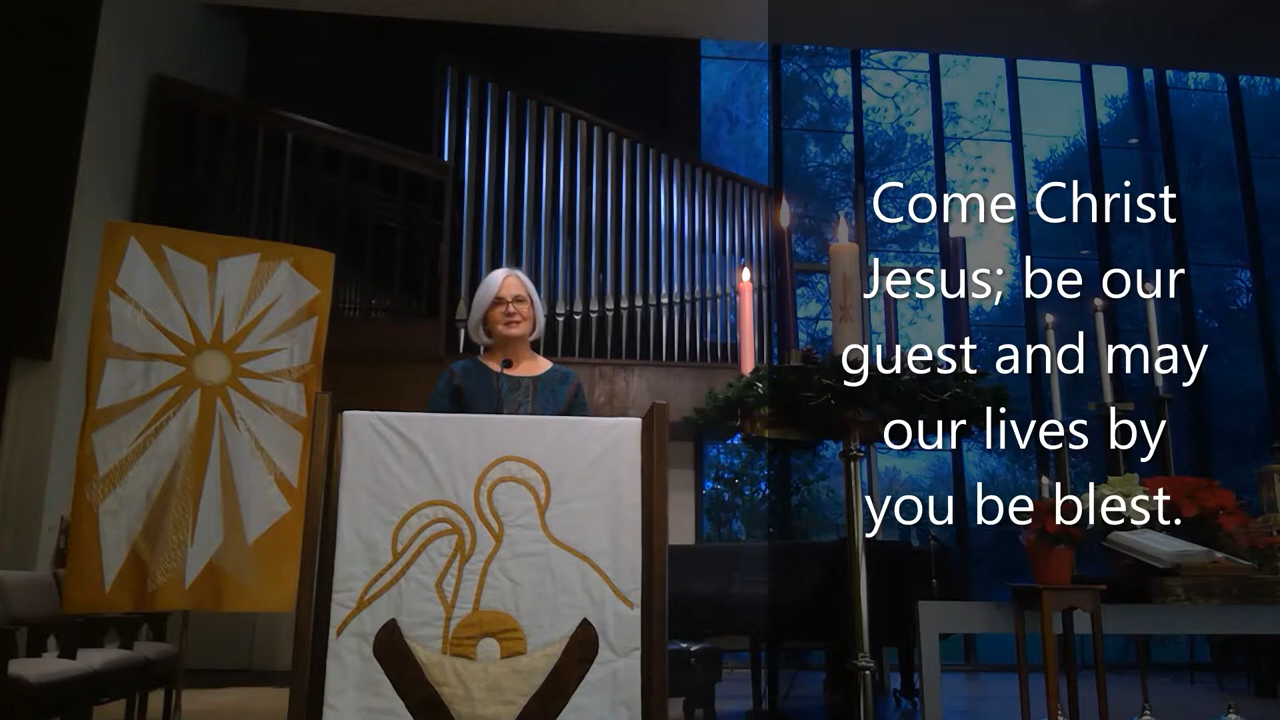 Come Christ
Jesus; be our
guest and may
our lives by
you be blest.